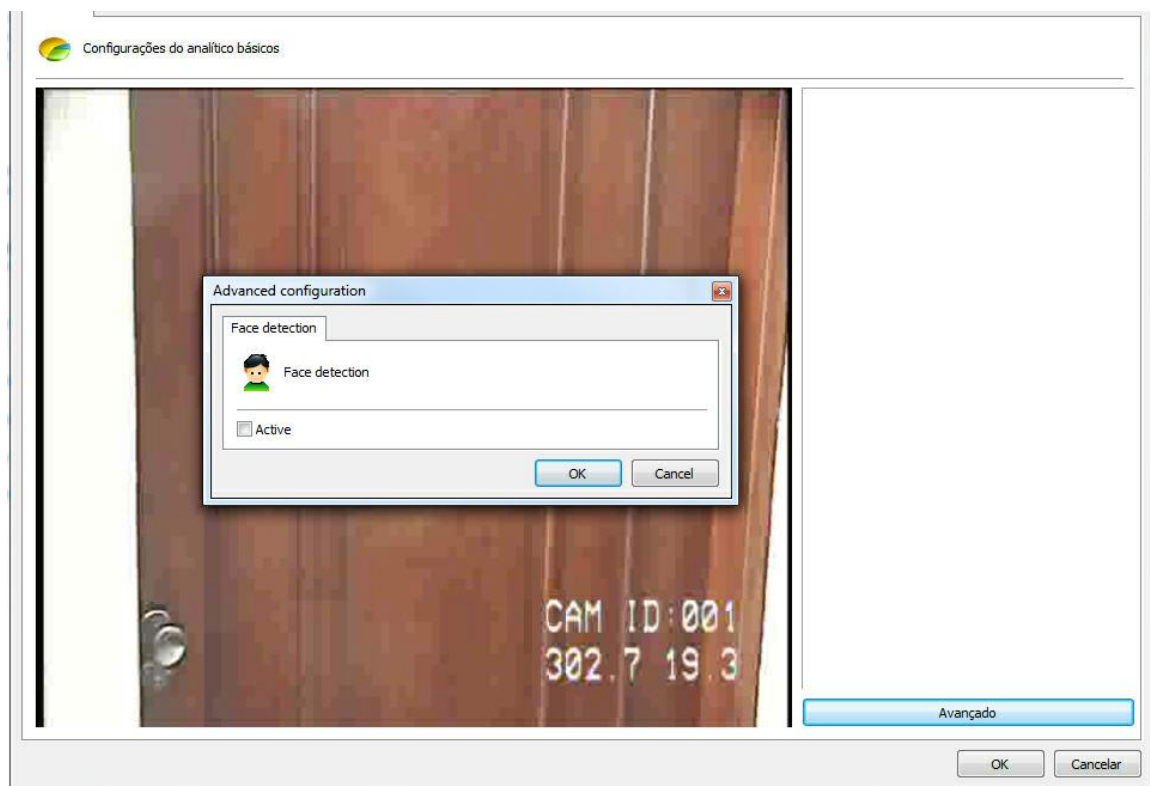 Configurações do analítico básicos
Advanced configuration
Face detection
Face detection
Active
OK Cancel
CAM ID:001
302.7 19.3
Avançado
OK Cancelar